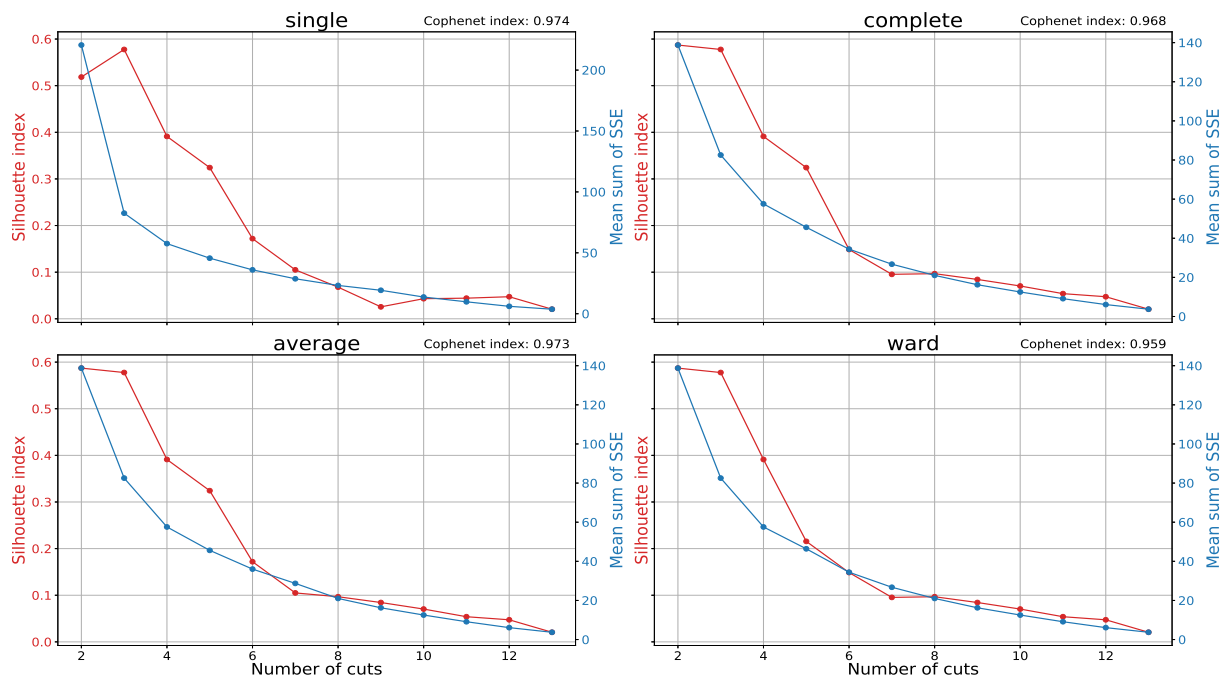 single
Cophenet index: 0.974
0.6
0.5
0.4
0.3
0.2
0.1
0.0
Silhouette index
200
150
100
50
0
Mean sum of SSE
complete
Cophenet index: 0.968
Silhouette index
140
120
100
80
60
40
20
0
Mean sum of SSE
average
Cophenet index: 0.973
0.6
0.5
0.4
0.3
0.2
0.1
0.0
Silhouette index
140
120
100
80
60
40
20
0
Mean sum of SSE
2 4 6 8 10 12
Number of cuts
ward
Cophenet index: 0.959
Silhouette index
140
120
100
80
60
40
20
0
Mean sum of SSE
2 4 6 8 10 12
Number of cuts